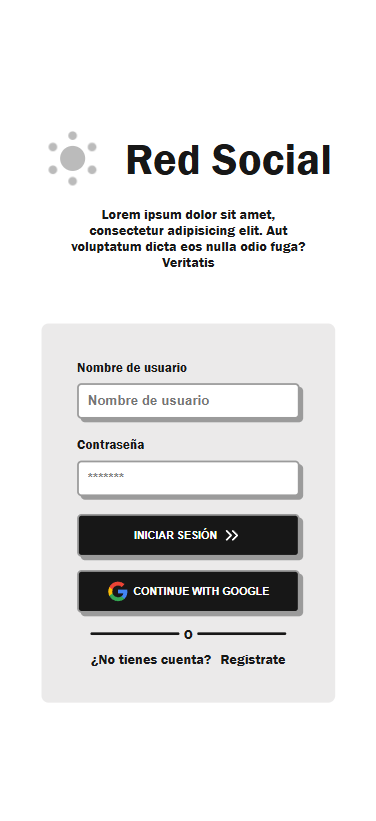 Red Social
Lorem ipsum dolor sit amet,
consectetur adipisicing elit. Aut
voluptatum dicta eos nulla odio fuga?
Veritatis
Nombre de usuario
Nombre de usuario
Contraseña
*******
INICIAR SESIÓN
CONTINUE WITH GOOGLE
O
¿No tienes cuenta? Registrate